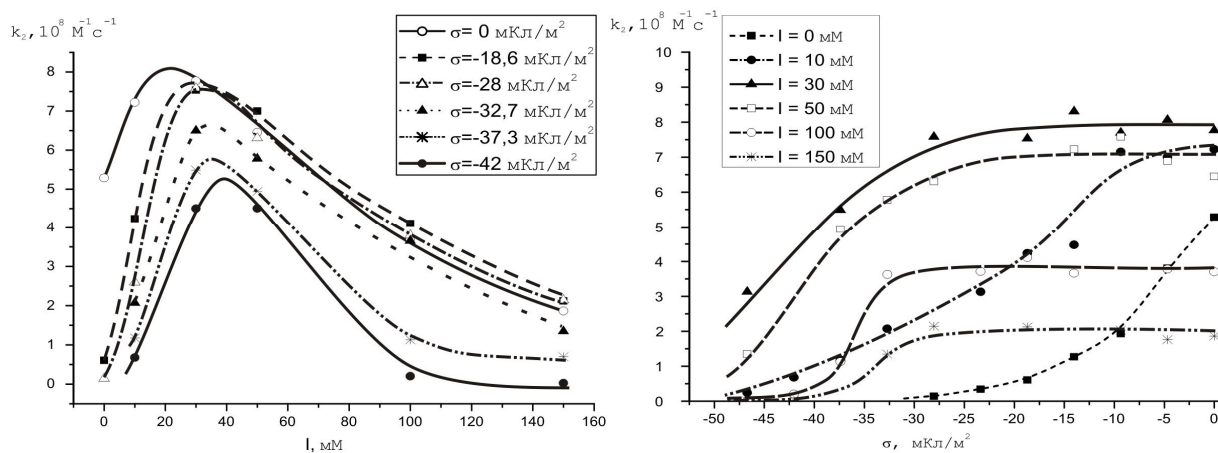 k₂,10⁸ M⁻¹c⁻¹
8
7
6
5
4
3
2
1
0
0 20 40 60 80 100 120 140 160
I, мМ
σ= 0 мКл/м²
σ=-18,6 мКл/м²
σ=-28 мКл/м²
σ=-32,7 мКл/м²
σ=-37,3 мКл/м²
σ=-42 мКл/м²
k₂,10⁸ M⁻¹c⁻¹
I = 0 мМ
I = 10 мМ
I = 30 мМ
I = 50 мМ
I = 100 мМ
I = 150 мМ
10
9
8
7
6
5
4
3
2
1
0
-50 -45 -40 -35 -30 -25 -20 -15 -10 -5 0
σ, мКл/м²